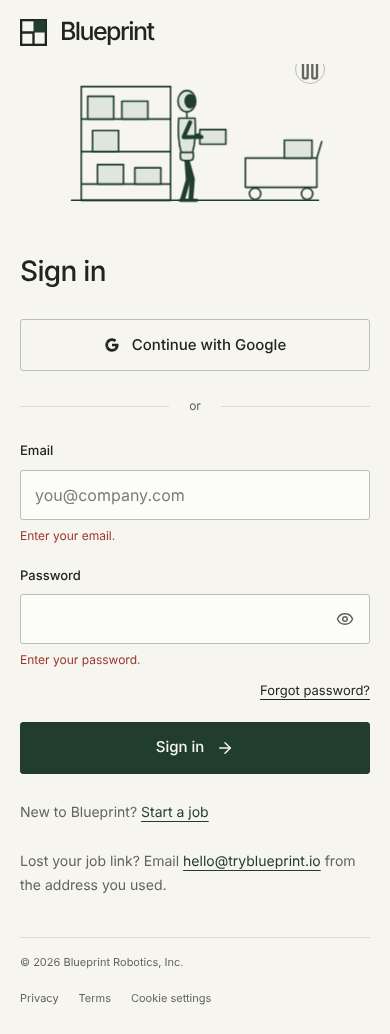 Blueprint
Sign in
Continue with Google
or
Email
you@company.com
Enter your email.
Password
Enter your password.
Forgot password?
Sign in
New to Blueprint? Start a job
Lost your job link? Email hello@tryblueprint.io from
the address you used.
© 2026 Blueprint Robotics, Inc.
Privacy Terms Cookie settings